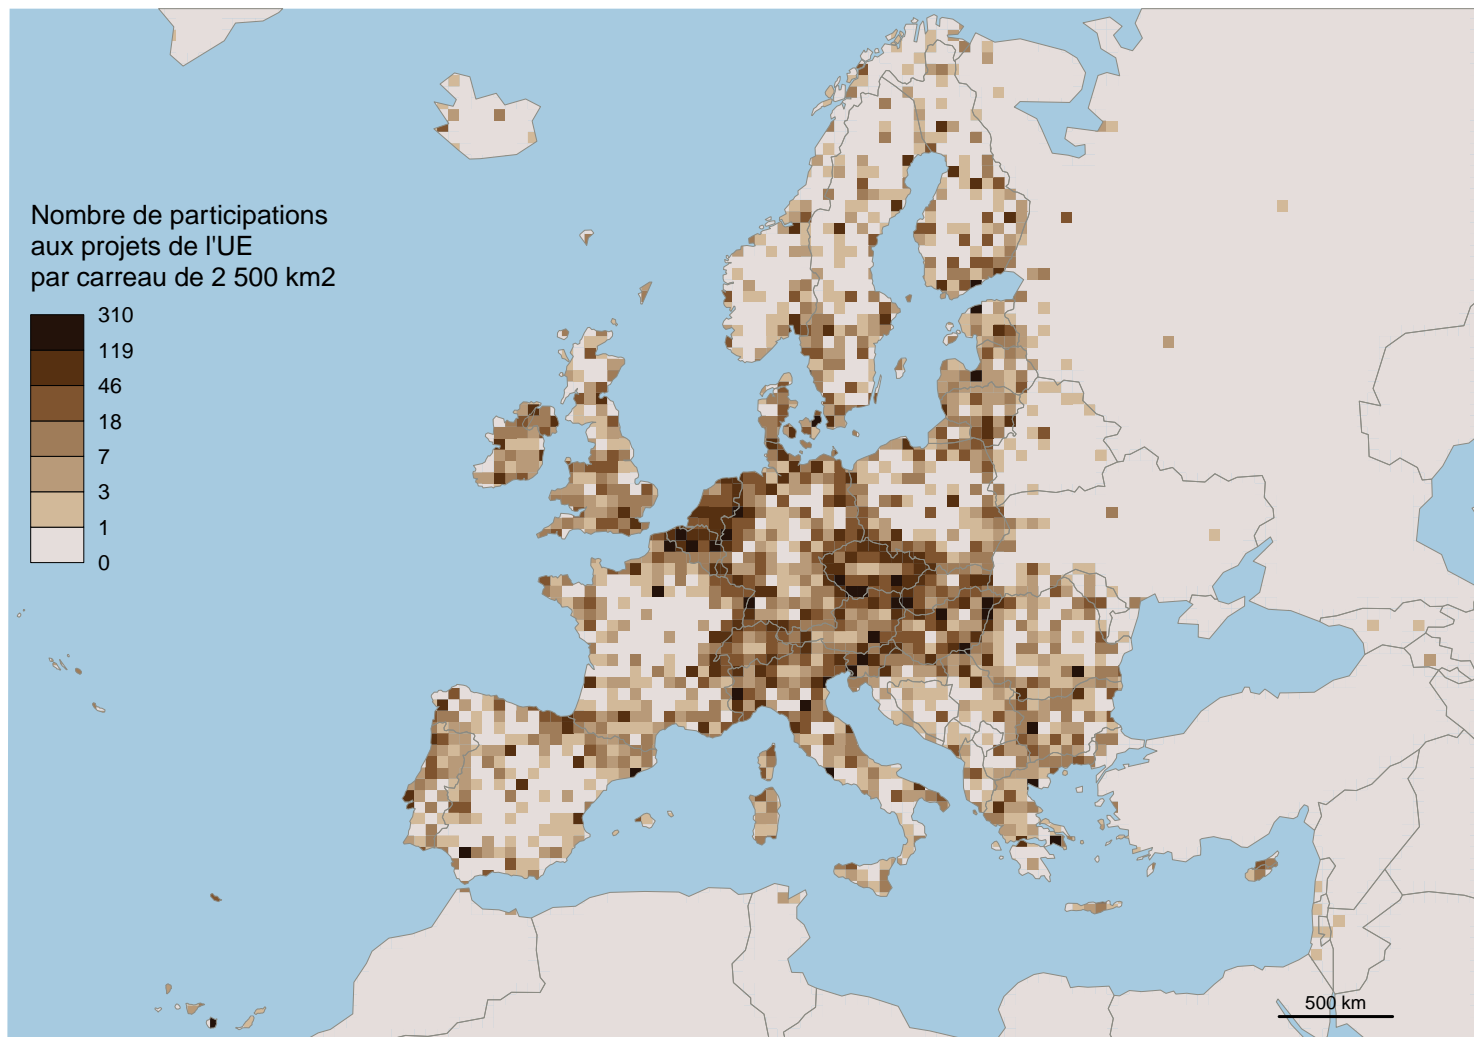 Nombre de participations
aux projets de l'UE
par carreau de 2 500 km2
310
119
46
18
7
3
1
0
500 km